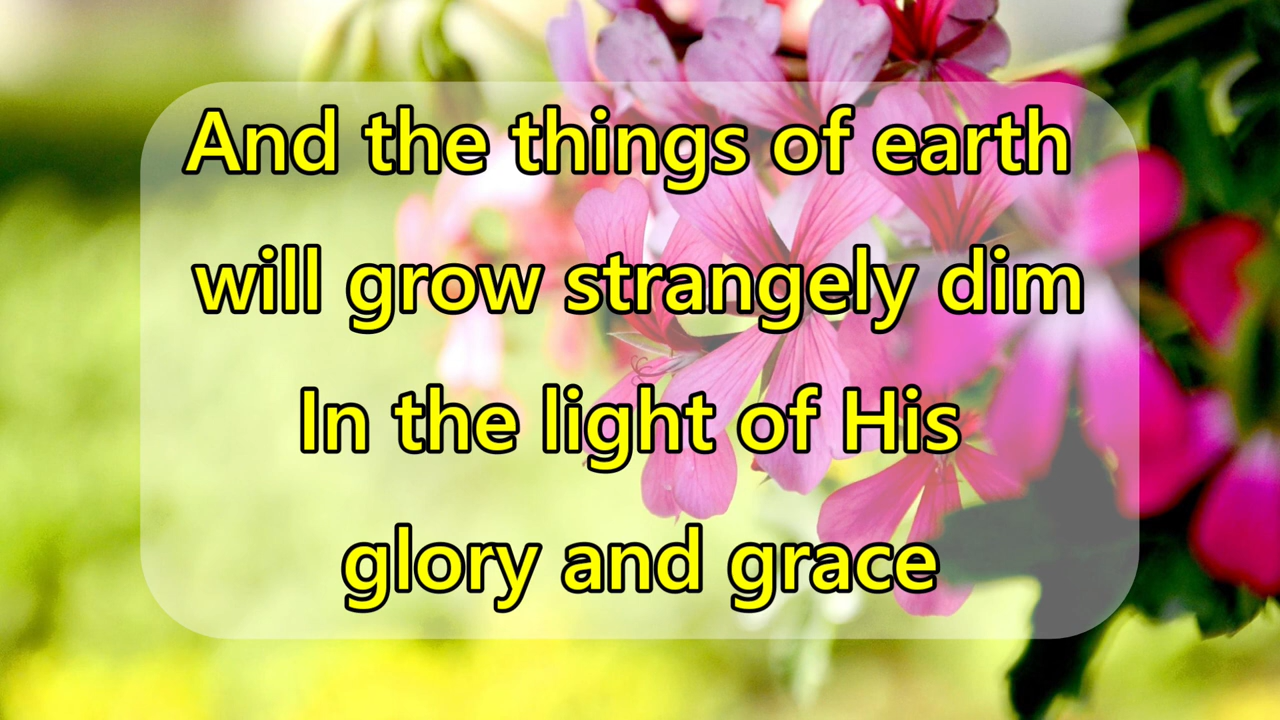 And the things of earth
will grow strangely dim
In the light of His
glory and grace